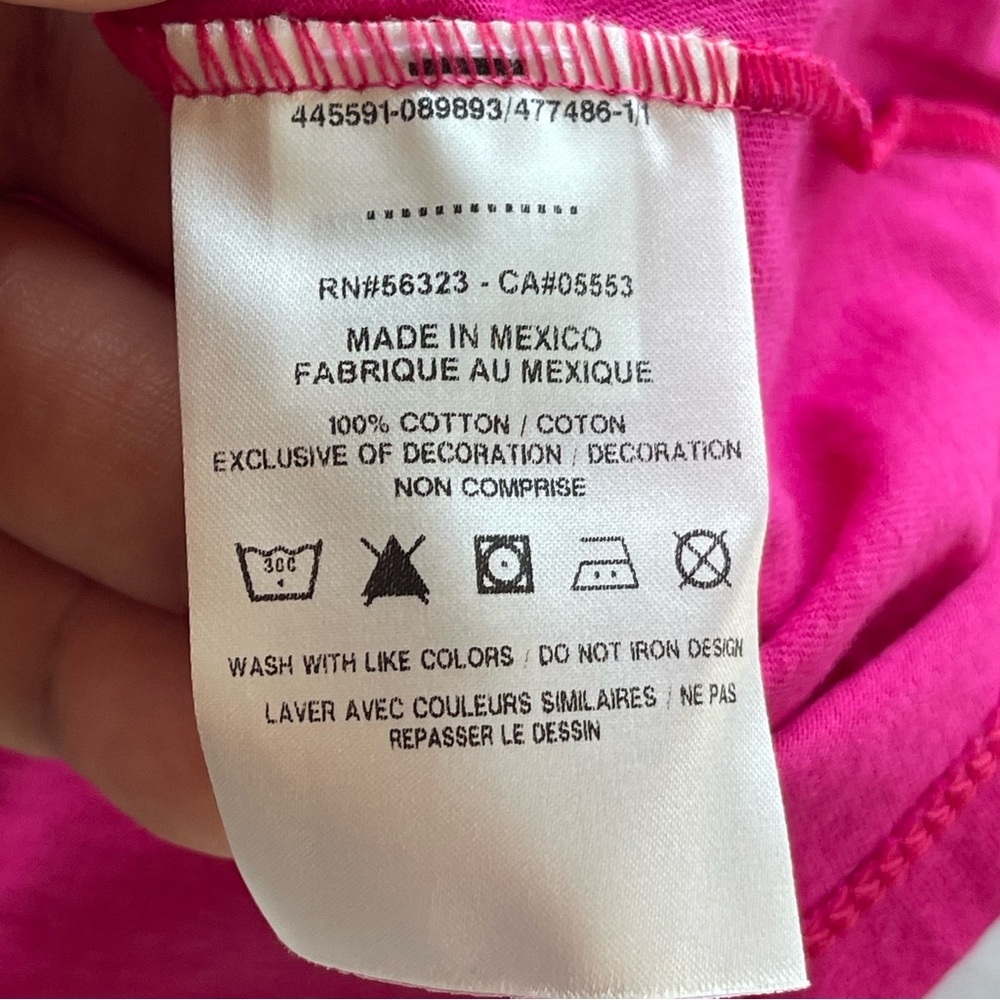 445591-089893/477486-1/1
RN#56323 - CA#05553
MADE IN MEXICO
FABRIQUE AU MEXIQUE
100% COTTON / COTON
EXCLUSIVE OF DECORATION / DECORATION
NON COMPRISE
30C
WASH WITH LIKE COLORS / DO NOT IRON DESIGN
LAVER AVEC COULEURS SIMILAIRES / NE PAS
REPASSER LE DESSIN